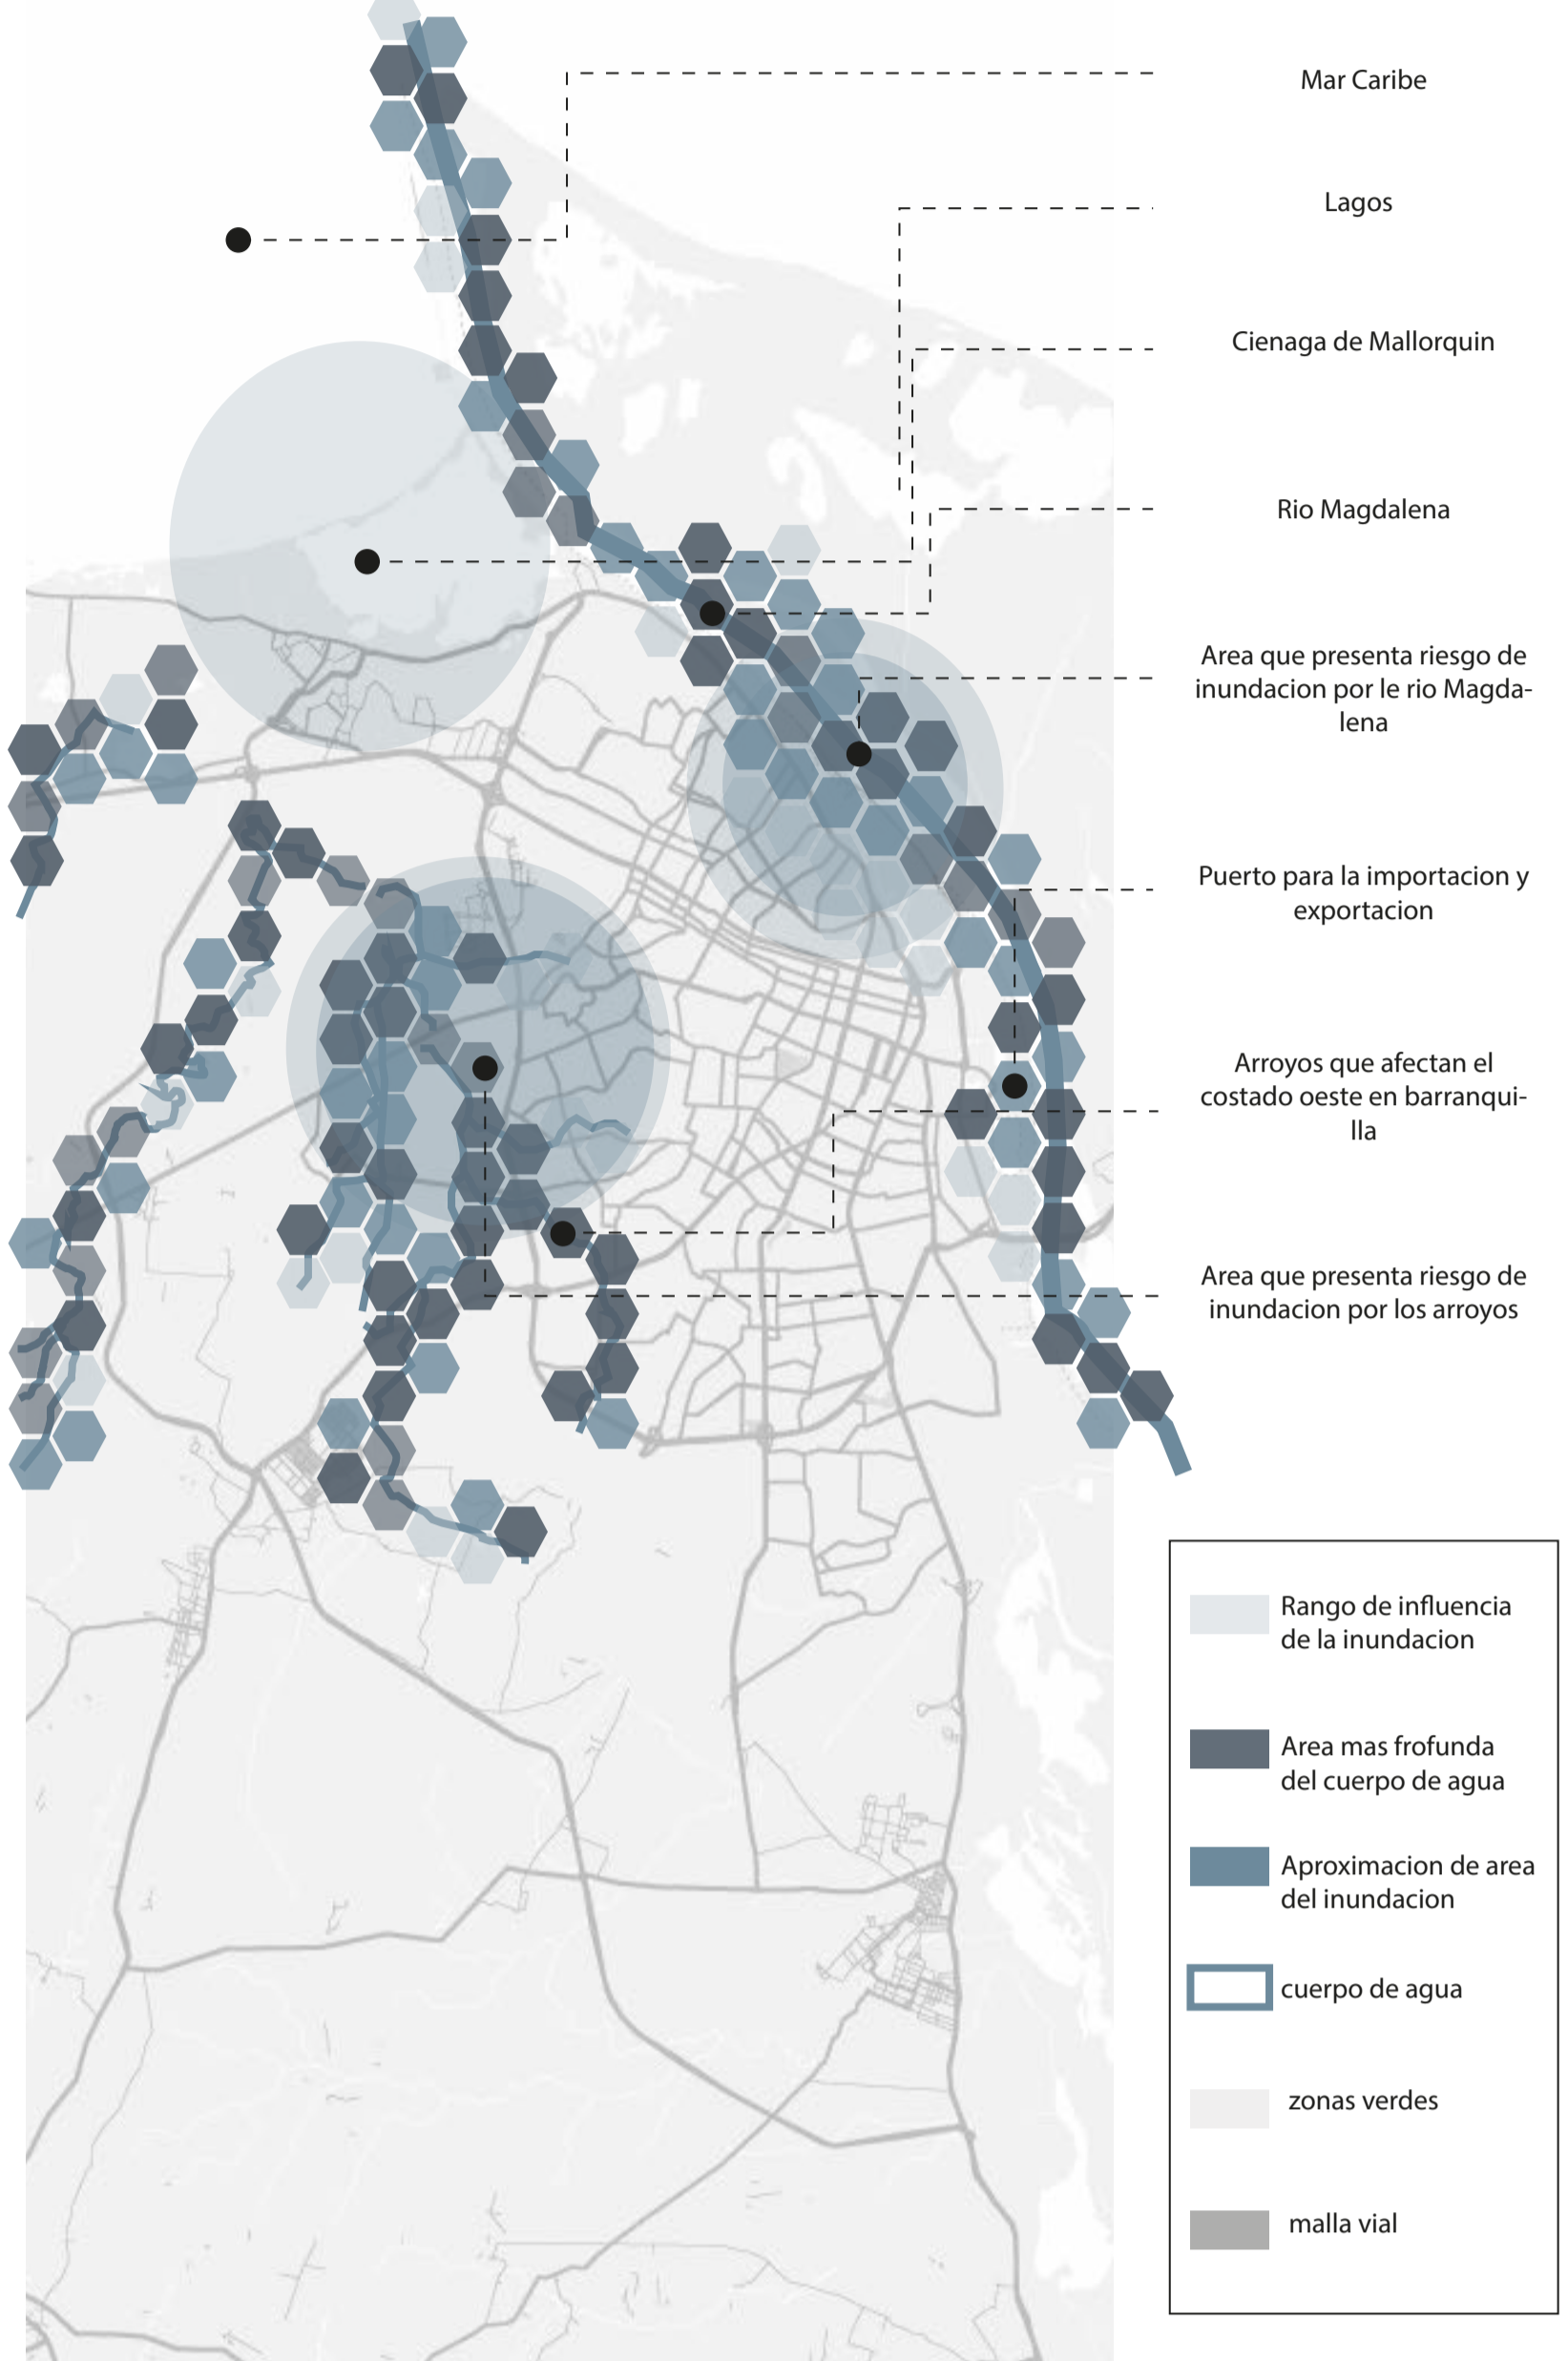 Mar Caribe
Lagos
Cienaga de Mallorquin
Rio Magdalena
Area que presenta riesgo de
inundacion por le rio Magda-
lena
Puerto para la importacion y
exportacion
Arroyos que afectan el
costado oeste en barranqui-
lla
Area que presenta riesgo de
inundacion por los arroyos
Rango de influencia
de la inundacion
Area mas frofunda
del cuerpo de agua
Aproximacion de area
del inundacion
cuerpo de agua
zonas verdes
malla vial